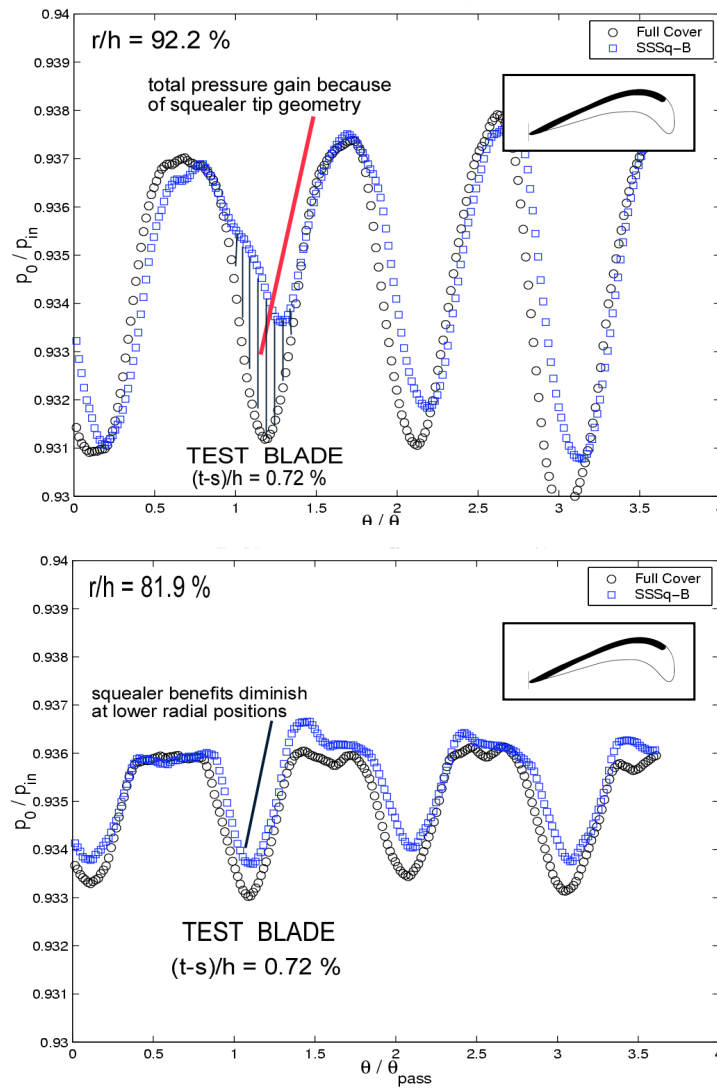 0.94
r/h = 92.2 %
Full Cover
SSSq-B
0.939
total pressure gain because
of squealer tip geometry
0.938
0.937
0.936
p0 / pin
0.935
0.934
0.933
0.932
0.931
TEST BLADE
(t-s)/h = 0.72 %
0.93
0 0.5 1 1.5 2 2.5 3 3.5 4
θ / θ
0.94
r/h = 81.9 %
Full Cover
SSSq-B
0.939
0.938
0.937
squealer benefits diminish
at lower radial positions
0.936
p0 / pin
0.935
0.934
0.933
TEST BLADE
0.932
(t-s)/h = 0.72 %
0.931
0.93
0 0.5 1 1.5 2 2.5 3 3.5 4
θ / θpass